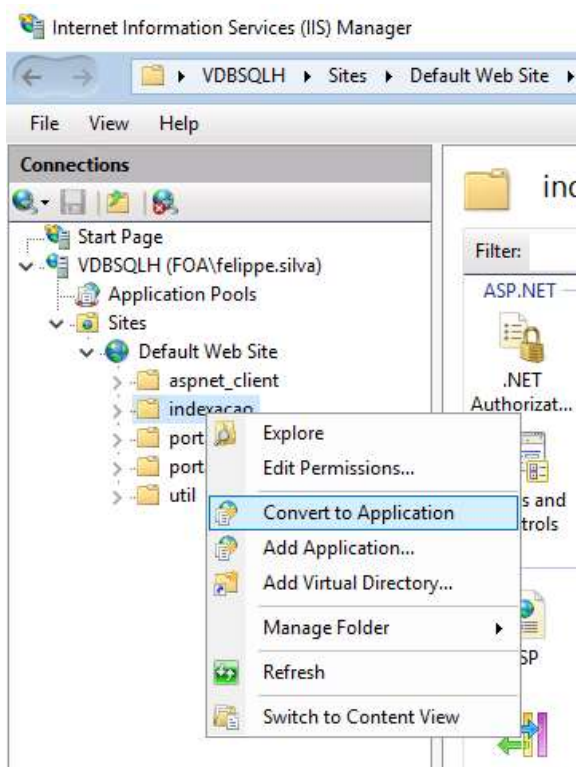 Internet Information Services (IIS) Manager
VDBSQLH Sites Default Web Site
File View Help
Connections
Start Page
VDBSQLH (FOA\felippe.silva)
Application Pools
Sites
Default Web Site
aspnet_client
indexacao
port
port
util
Explore
Edit Permissions...
Convert to Application
Add Application...
Add Virtual Directory...
Manage Folder
Refresh
Switch to Content View
Filter:
ASP.NET
.NET
Authorizat...
s and
trols
SP